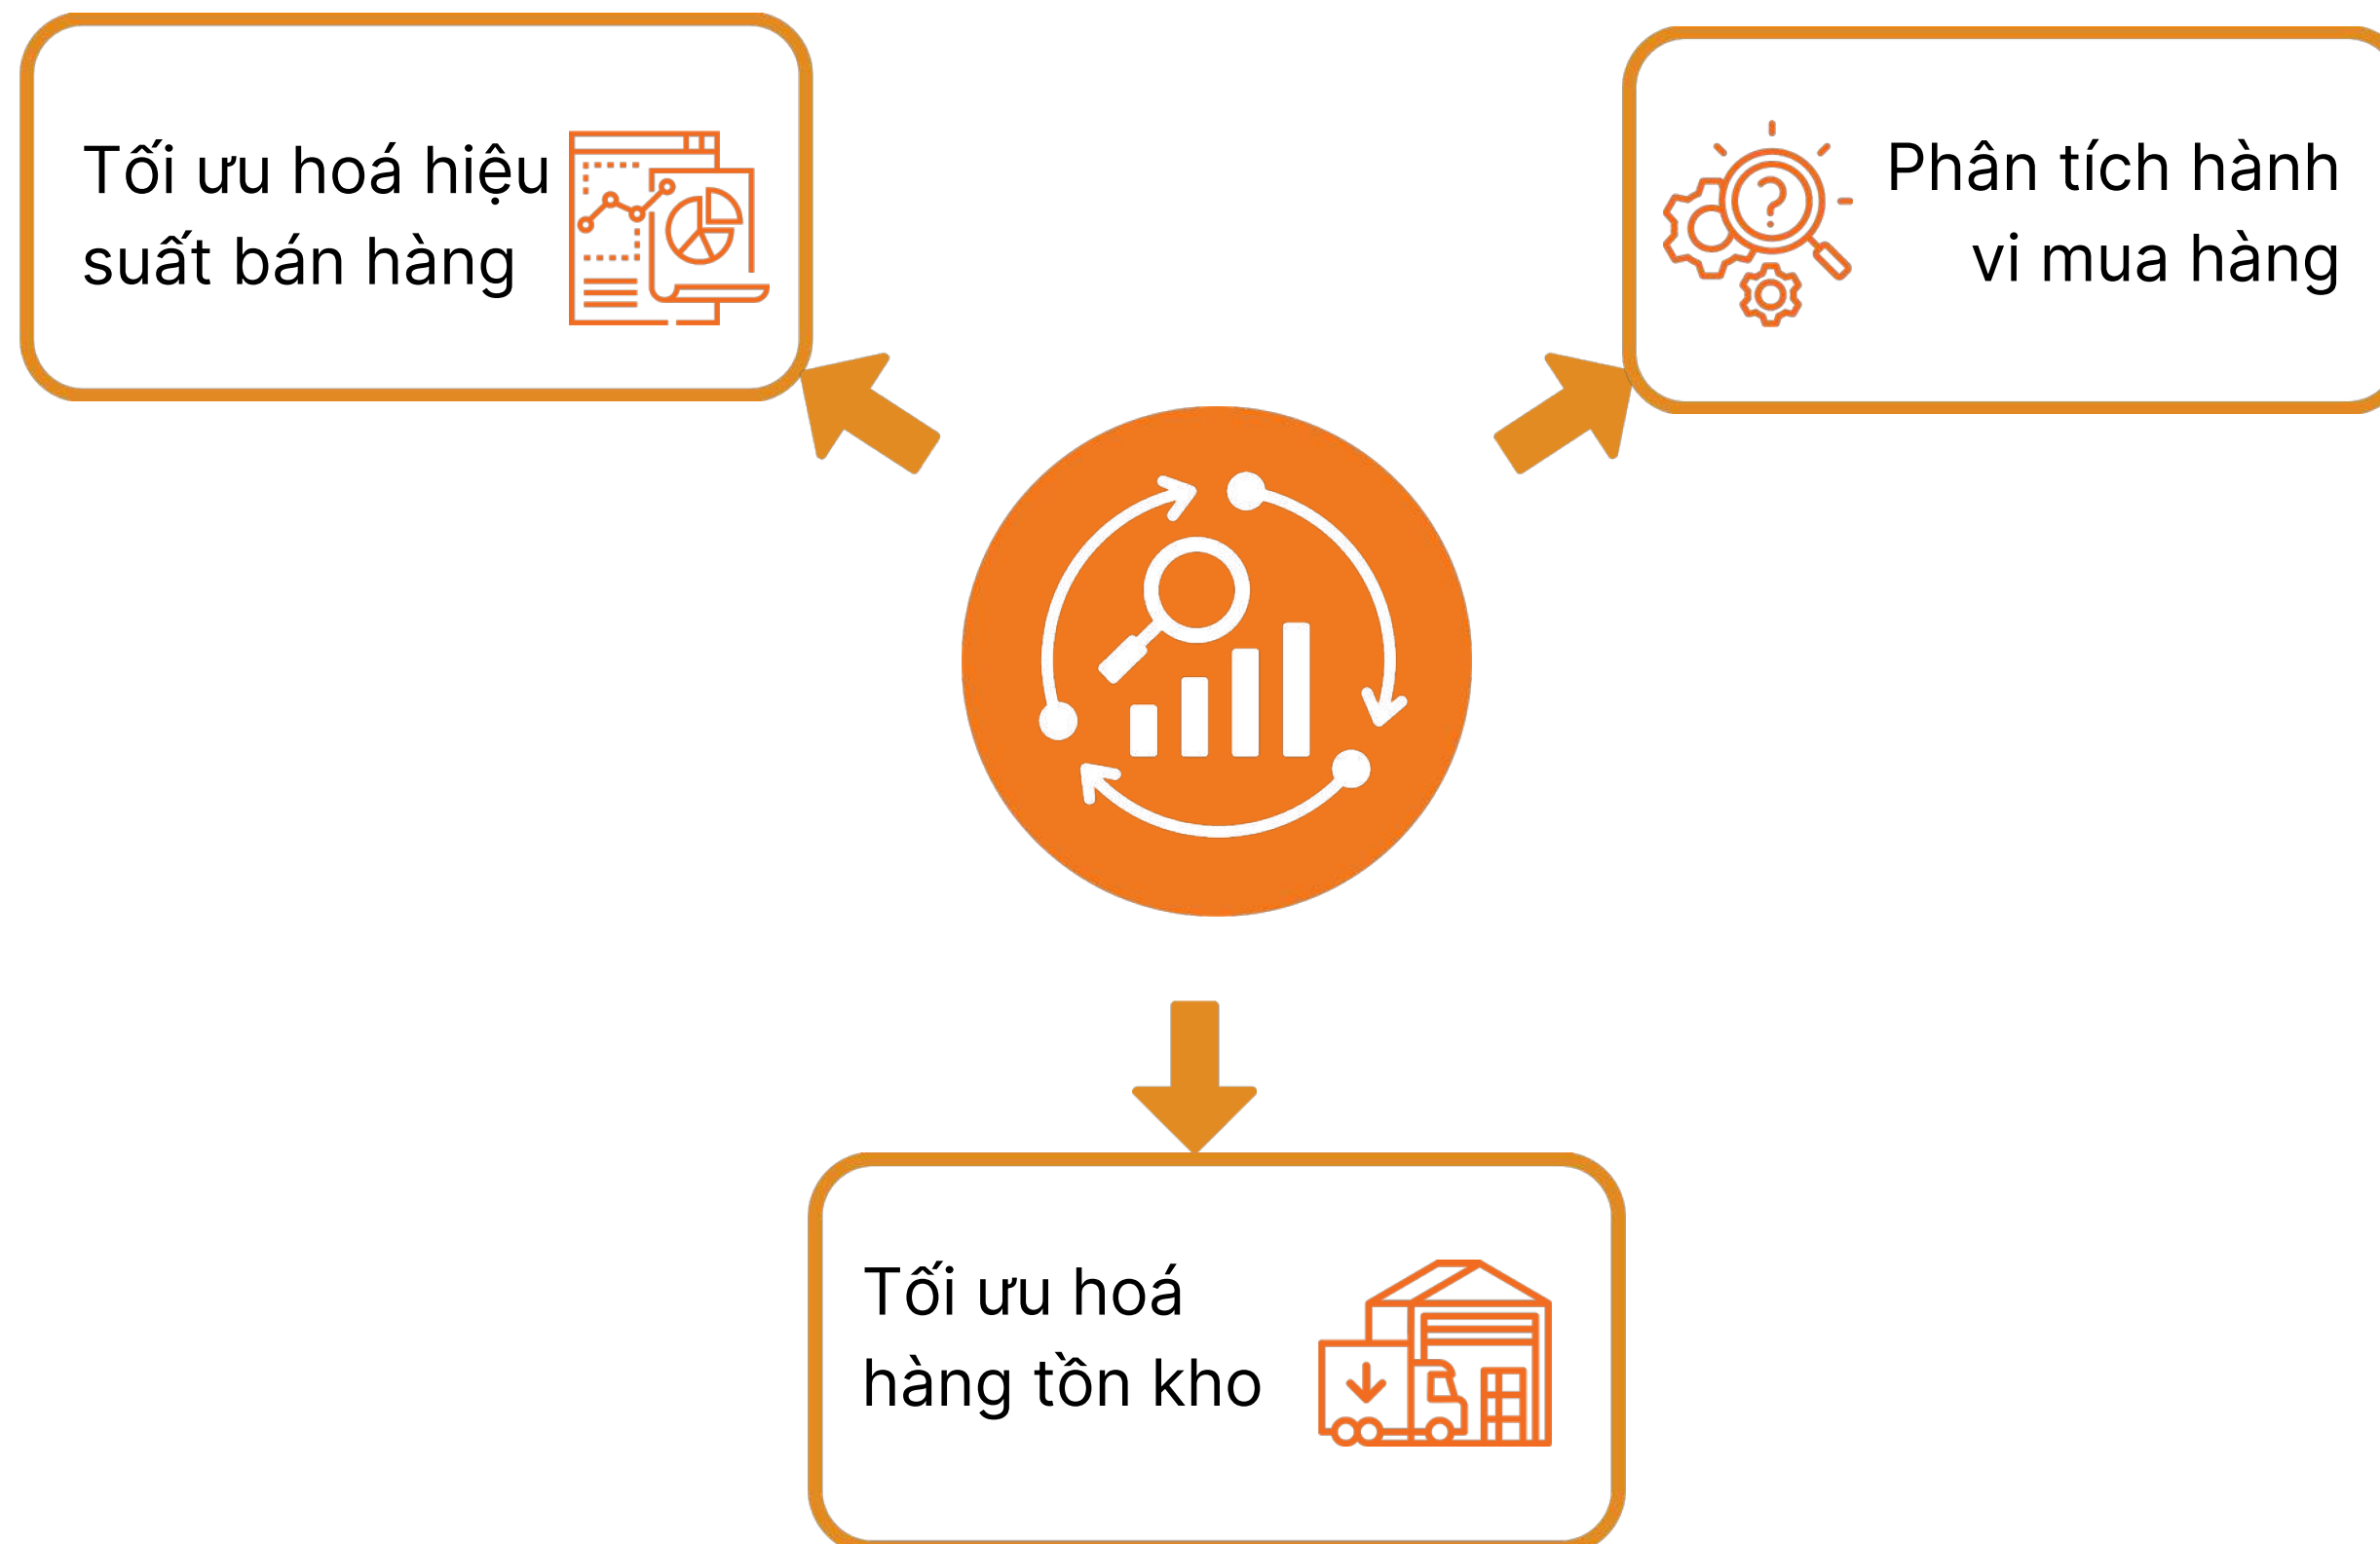 Tối ưu hoá hiệu
suất bán hàng
Phân tích hành
vi mua hàng
Tối ưu hoá
hàng tồn kho